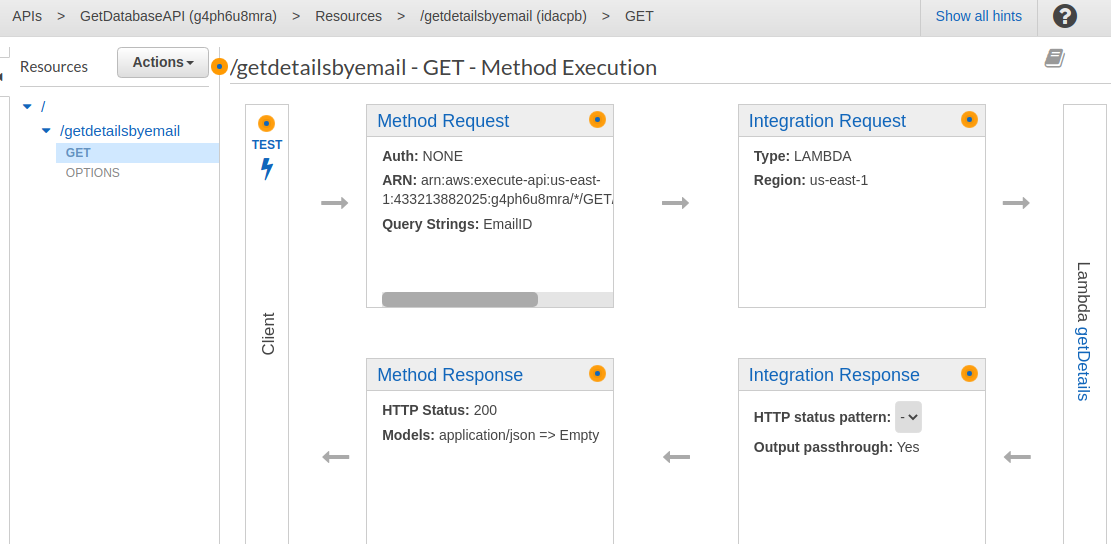 APIs > GetDatabaseAPI (g4ph6u8mra) > Resources > /getdetailsbyemail (idacpb) > GET
Show all hints
?
Resources
Actions
/
/getdetailsbyemail
GET
OPTIONS
/getdetailsbyemail - GET - Method Execution
TEST
Client
Method Request
Auth: NONE
ARN: arn:aws:execute-api:us-east-
1:433213882025:g4ph6u8mra/*/GET/
Query Strings: EmailID
Integration Request
Type: LAMBDA
Region: us-east-1
Lambda getDetails
Method Response
HTTP Status: 200
Models: application/json => Empty
Integration Response
HTTP status pattern: -
Output passthrough: Yes